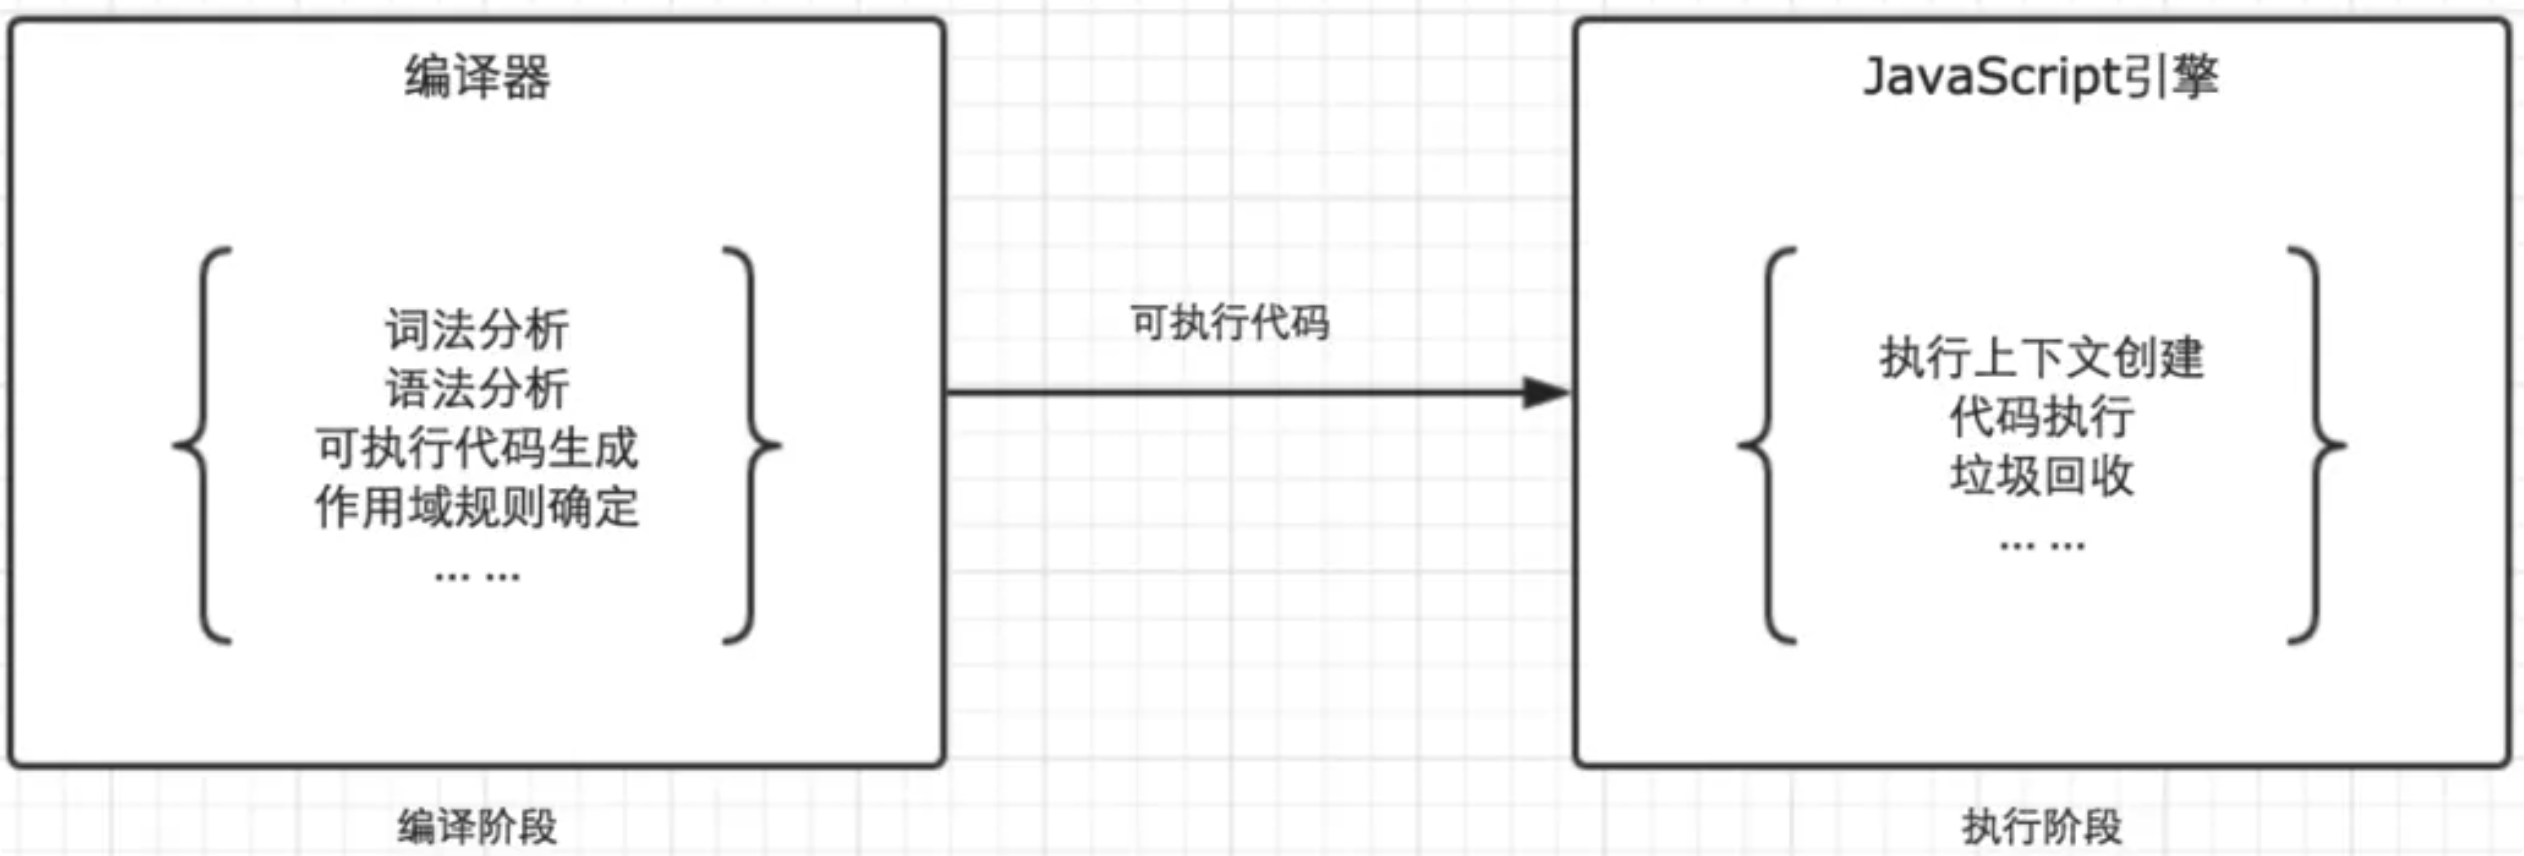 编译器
词法分析
语法分析
可执行代码生成
作用域规则确定
... ...
编译阶段
可执行代码
JavaScript引擎
执行上下文创建
代码执行
垃圾回收
... ...
执行阶段